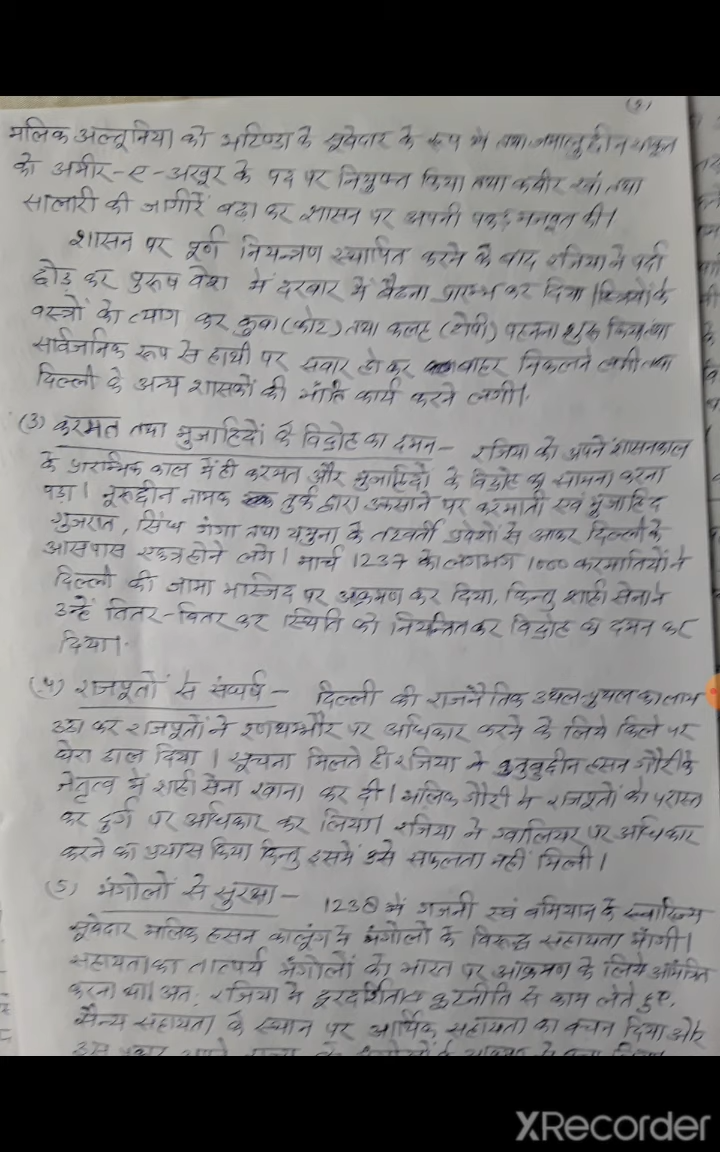 (3)
मलिक अल्तूनिया को भटिण्डा के सूबेदार के रूप में तथा जमालुद्दीन याकूत
को अमीर-ए-अखूर के पद पर नियुक्त किया तथा कबीर खां तथा
सालारी की जागीरें बढा कर शासन पर अपनी पकड़ मजबूत की।
शासन पर पूर्ण नियन्त्रण स्थापित करने के बाद रजिया ने पर्दा
छोड़ कर पुरुष वेश में दरबार में बैठना प्रारम्भ कर दिया। स्त्रियों के
वस्त्रों का त्याग कर कुबा (कोट) तथा कलाह (टोपी) पहनना शुरू किया तथा
सार्वजनिक रूप से हाथी पर सवार हो कर बाहर निकलने लगी तथा
दिल्ली के अन्य शासकों की भांति कार्य करने लगी।
(3) करमत तथा मुजाहिदों के विद्रोह का दमन - रजिया को अपने शासनकाल
के प्रारम्भिक काल में ही करमत और मुजाहिदों के विद्रोह का सामना करना
पड़ा। नूरुद्दीन नामक तुर्क द्वारा उकसाने पर करमाती एवं मुजाहिद
गुजरात, सिंध गंगा तथा यमुना के तटवर्ती प्रदेशों से आकर दिल्ली के
आसपास एकत्र होने लगे। मार्च 1237 को लगभग 1000 करमातियों ने
दिल्ली की जामा मास्जिद पर आक्रमण कर दिया, किन्तु शाही सेना ने
उन्हें तितर-बितर कर स्थिति को नियन्त्रित कर विद्रोह का दमन कर
दिया।
(4) राजपूतों से संघर्ष - दिल्ली की राजनैतिक उथल-पुथल का लाभ
उठा कर राजपूतों ने रणथम्भौर पर अधिकार करने के लिये किले पर
घेरा डाल दिया। सूचना मिलते ही रजिया ने कुतुबुद्दीन हसन गौरी के
नेतृत्व में शाही सेना रवाना कर दी। मलिक गौरी ने राजपूतों को परास्त
कर दुर्ग पर अधिकार कर लिया। रजिया ने ग्वालियर पर अधिकार
करने का प्रयास किया किन्तु इसमें उसे सफलता नहीं मिली।
(5) मंगोलों से सुरक्षा - 1238 में गजनी एवं बमियान के ख्वारिज्म
सूबेदार मलिक हसन कार्लूग ने मंगोलों के विरूद्ध सहायता माँगी।
सहायता का तात्पर्य मंगोलों को भारत पर आक्रमण के लिये आमंत्रित
करना था। अत: रजिया ने दूरदर्शिता व कूटनीति से काम लेते हुए,
सैन्य सहायता के स्थान पर आर्थिक सहायता का वचन दिया और
XRecorder